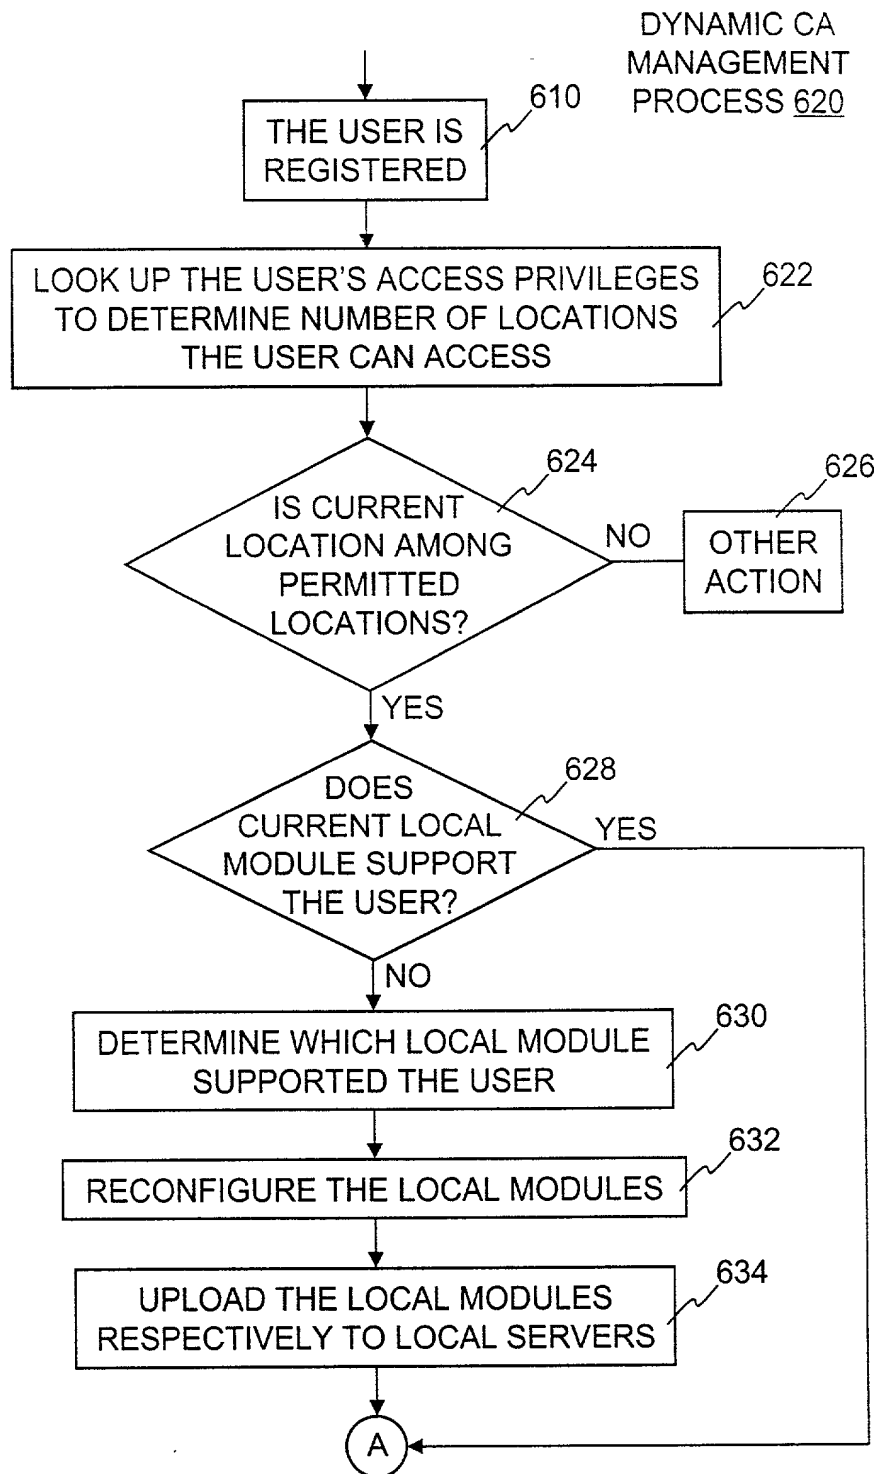 DYNAMIC CA
MANAGEMENT
PROCESS 620
610
THE USER IS
REGISTERED
622
LOOK UP THE USER'S ACCESS PRIVILEGES
TO DETERMINE NUMBER OF LOCATIONS
THE USER CAN ACCESS
624
IS CURRENT
LOCATION AMONG
PERMITTED
LOCATIONS?
NO
626
OTHER
ACTION
YES
628
DOES
CURRENT LOCAL
MODULE SUPPORT
THE USER?
YES
NO
630
DETERMINE WHICH LOCAL MODULE
SUPPORTED THE USER
632
RECONFIGURE THE LOCAL MODULES
634
UPLOAD THE LOCAL MODULES
RESPECTIVELY TO LOCAL SERVERS
A